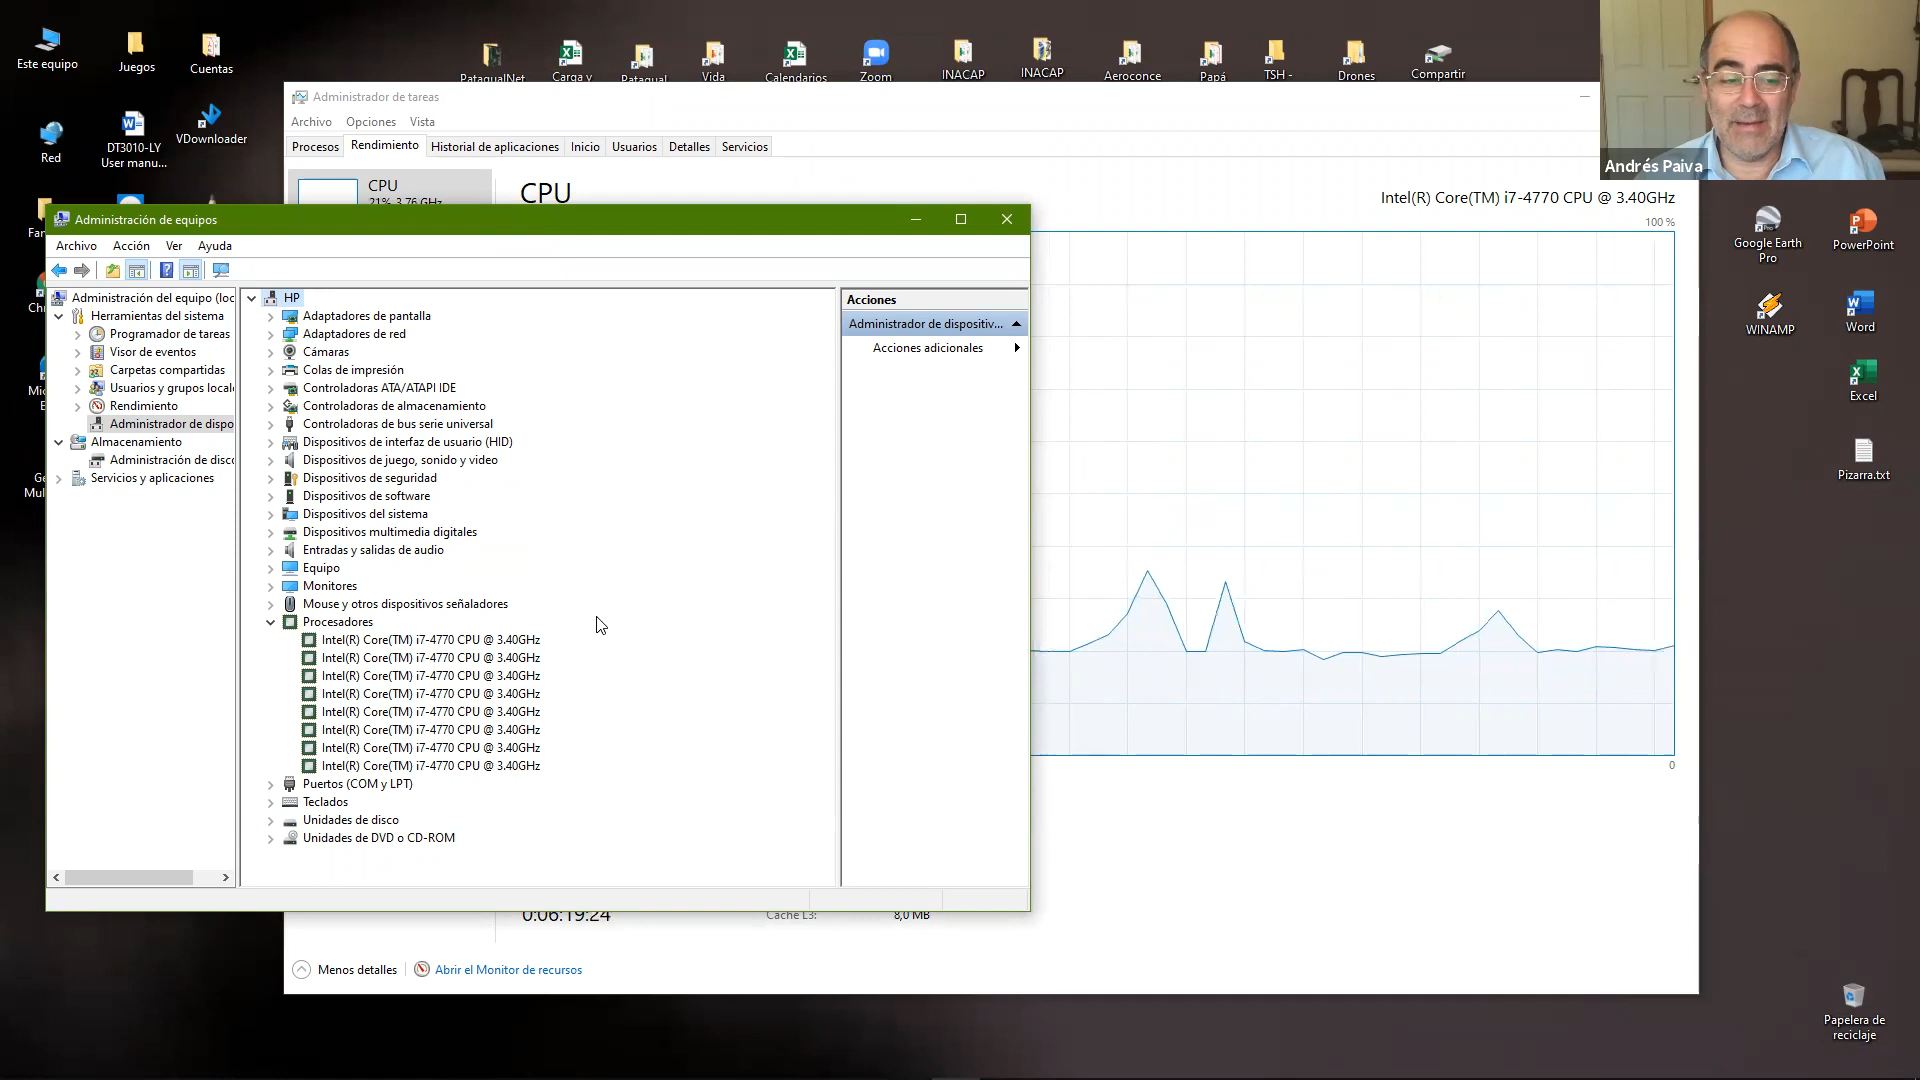 Este equipo
Juegos
Cuentas
PataqualNet
Carga y
Pataqual
Vida
Calendarios
Zoom
INACAP
INACAP
Aeroconce
Papá
TSH -
Drones
Compartir
Andrés Paiva
Red
DT3010-LY
User manu...
VDownloader
Administrador de tareas
Archivo Opciones Vista
Procesos Rendimiento Historial de aplicaciones Inicio Usuarios Detalles Servicios
CPU
21% 3,76 GHz
CPU
Intel(R) Core(TM) i7-4770 CPU @ 3.40GHz
100 %
0
Administración de equipos
Archivo Acción Ver Ayuda
Administración del equipo (loc
Herramientas del sistema
Programador de tareas
Visor de eventos
Carpetas compartidas
Usuarios y grupos locale
Rendimiento
Administrador de dispo
Almacenamiento
Administración de disco
Servicios y aplicaciones
HP
Adaptadores de pantalla
Adaptadores de red
Cámaras
Colas de impresión
Controladoras ATA/ATAPI IDE
Controladoras de almacenamiento
Controladoras de bus serie universal
Dispositivos de interfaz de usuario (HID)
Dispositivos de juego, sonido y video
Dispositivos de seguridad
Dispositivos de software
Dispositivos del sistema
Dispositivos multimedia digitales
Entradas y salidas de audio
Equipo
Monitores
Mouse y otros dispositivos señaladores
Procesadores
Intel(R) Core(TM) i7-4770 CPU @ 3.40GHz
Intel(R) Core(TM) i7-4770 CPU @ 3.40GHz
Intel(R) Core(TM) i7-4770 CPU @ 3.40GHz
Intel(R) Core(TM) i7-4770 CPU @ 3.40GHz
Intel(R) Core(TM) i7-4770 CPU @ 3.40GHz
Intel(R) Core(TM) i7-4770 CPU @ 3.40GHz
Intel(R) Core(TM) i7-4770 CPU @ 3.40GHz
Intel(R) Core(TM) i7-4770 CPU @ 3.40GHz
Puertos (COM y LPT)
Teclados
Unidades de disco
Unidades de DVD o CD-ROM
Acciones
Administrador de dispositiv...
Acciones adicionales
0:06:19:24
Caché L3:
8,0 MB
Menos detalles
Abrir el Monitor de recursos
Google Earth
Pro
PowerPoint
WINAMP
Word
Excel
Pizarra.txt
Papelera de
reciclaje